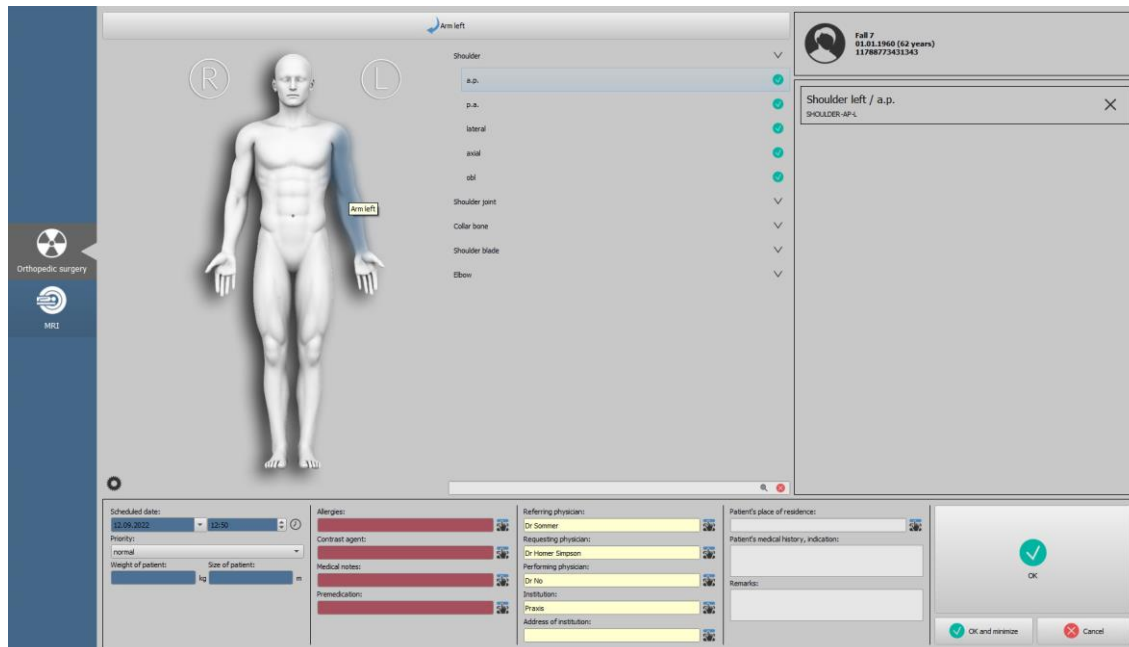 Arm left
R
L
Arm left
Orthopedic surgery
MRI
Shoulder
a.p.
p.a.
lateral
axial
obl
Shoulder joint
Collar bone
Shoulder blade
Elbow
Fall 7
01.01.1960 (62 years)
11788773431343
Shoulder left / a.p.
SHOULDER-AP-L
Scheduled date:
12.09.2022 12:50
Priority:
normal
Weight of patient: Size of patient:
kg m
Allergies:
Contrast agent:
Medical notes:
Premedication:
Referring physician:
Dr Sommer
Requesting physician:
Dr Homer Simpson
Performing physician:
Dr No
Institution:
Praxis
Address of institution:
Patient's place of residence:
Patient's medical history, indication:
Remarks:
OK
OK and minimize
Cancel